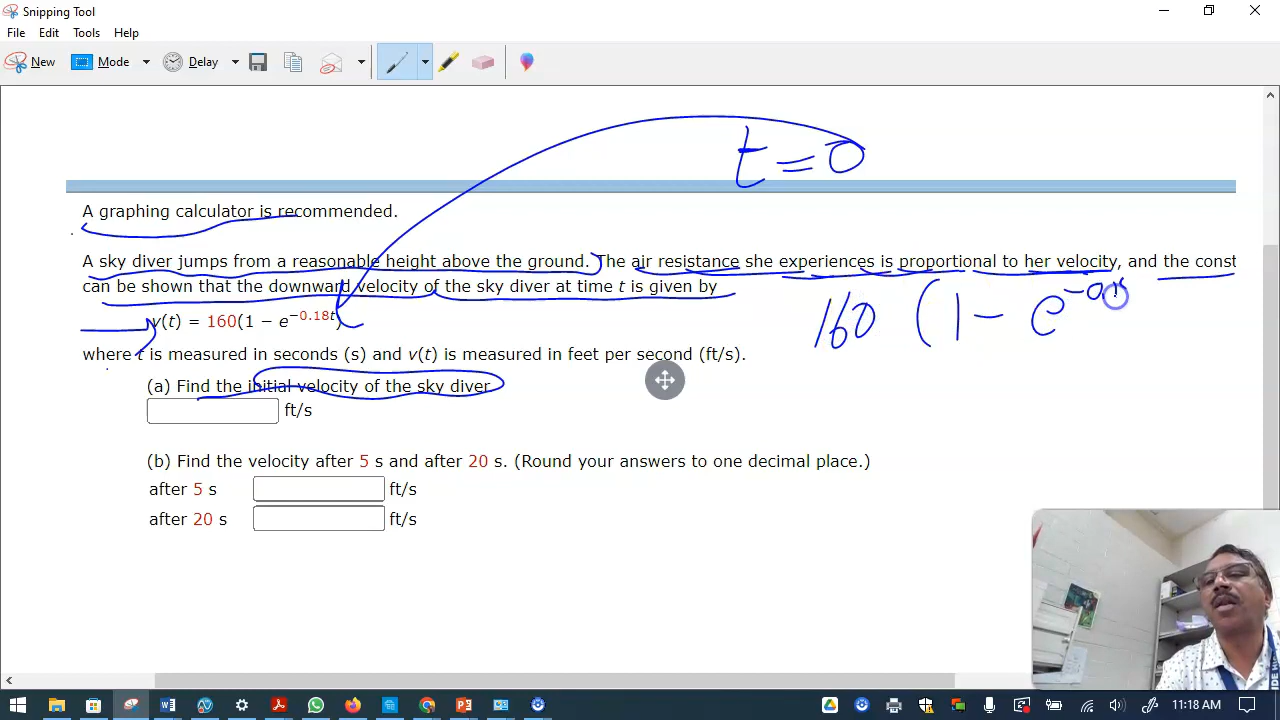 Snipping Tool
File Edit Tools Help
New Mode Delay
t = 0
A graphing calculator is recommended.
A sky diver jumps from a reasonable height above the ground. The air resistance she experiences is proportional to her velocity, and the const
can be shown that the downward velocity of the sky diver at time t is given by
160 (1 - e^-0.18
v(t) = 160(1 − e^−0.18t)
where t is measured in seconds (s) and v(t) is measured in feet per second (ft/s).
(a) Find the initial velocity of the sky diver
ft/s
(b) Find the velocity after 5 s and after 20 s. (Round your answers to one decimal place.)
after 5 s ft/s
after 20 s ft/s
11:18 AM